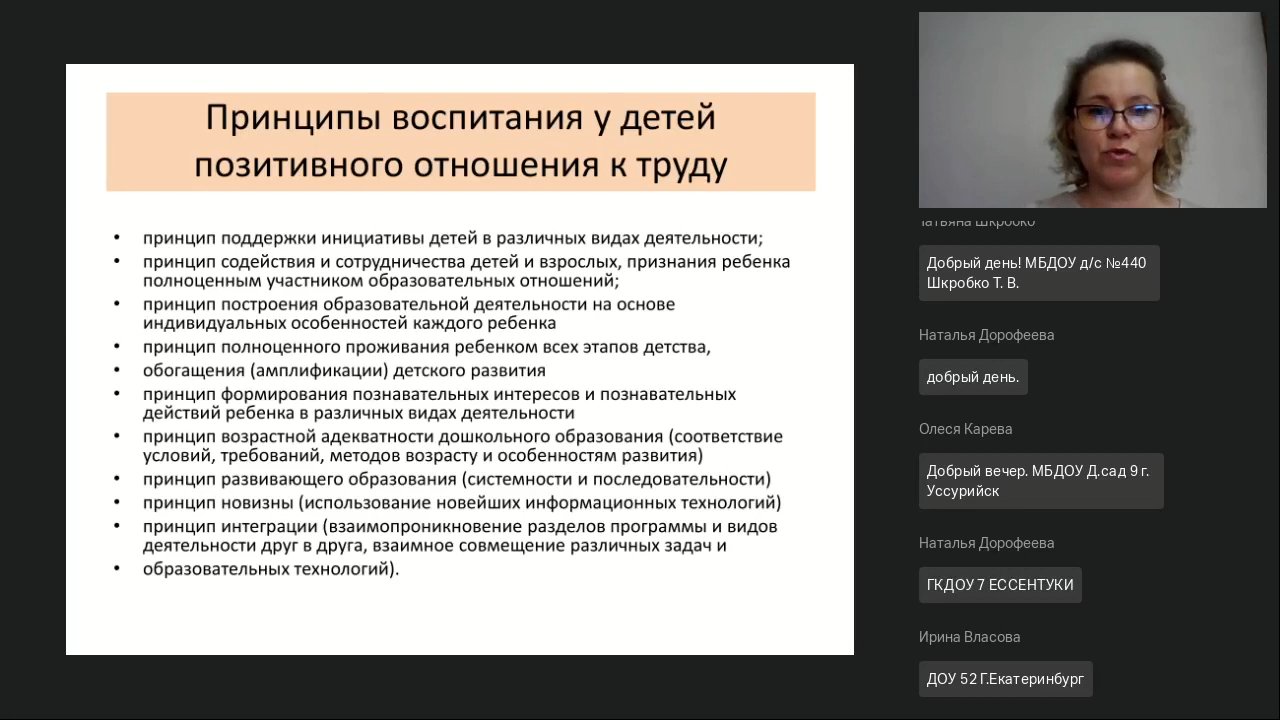 Принципы воспитания у детей
позитивного отношения к труду
• принцип поддержки инициативы детей в различных видах деятельности;
• принцип содействия и сотрудничества детей и взрослых, признания ребенка
полноценным участником образовательных отношений;
• принцип построения образовательной деятельности на основе
индивидуальных особенностей каждого ребенка
• принцип полноценного проживания ребенком всех этапов детства,
• обогащения (амплификации) детского развития
• принцип формирования познавательных интересов и познавательных
действий ребенка в различных видах деятельности
• принцип возрастной адекватности дошкольного образования (соответствие
условий, требований, методов возрасту и особенностям развития)
• принцип развивающего образования (системности и последовательности)
• принцип новизны (использование новейших информационных технологий)
• принцип интеграции (взаимопроникновение разделов программы и видов
деятельности друг в друга, взаимное совмещение различных задач и
• образовательных технологий).
Татьяна Шкробко
Добрый день! МБДОУ д/с №440
Шкробко Т. В.
Наталья Дорофеева
добрый день.
Олеся Карева
Добрый вечер. МБДОУ Д.сад 9 г.
Уссурийск
Наталья Дорофеева
ГКДОУ 7 ЕССЕНТУКИ
Ирина Власова
ДОУ 52 Г.Екатеринбург